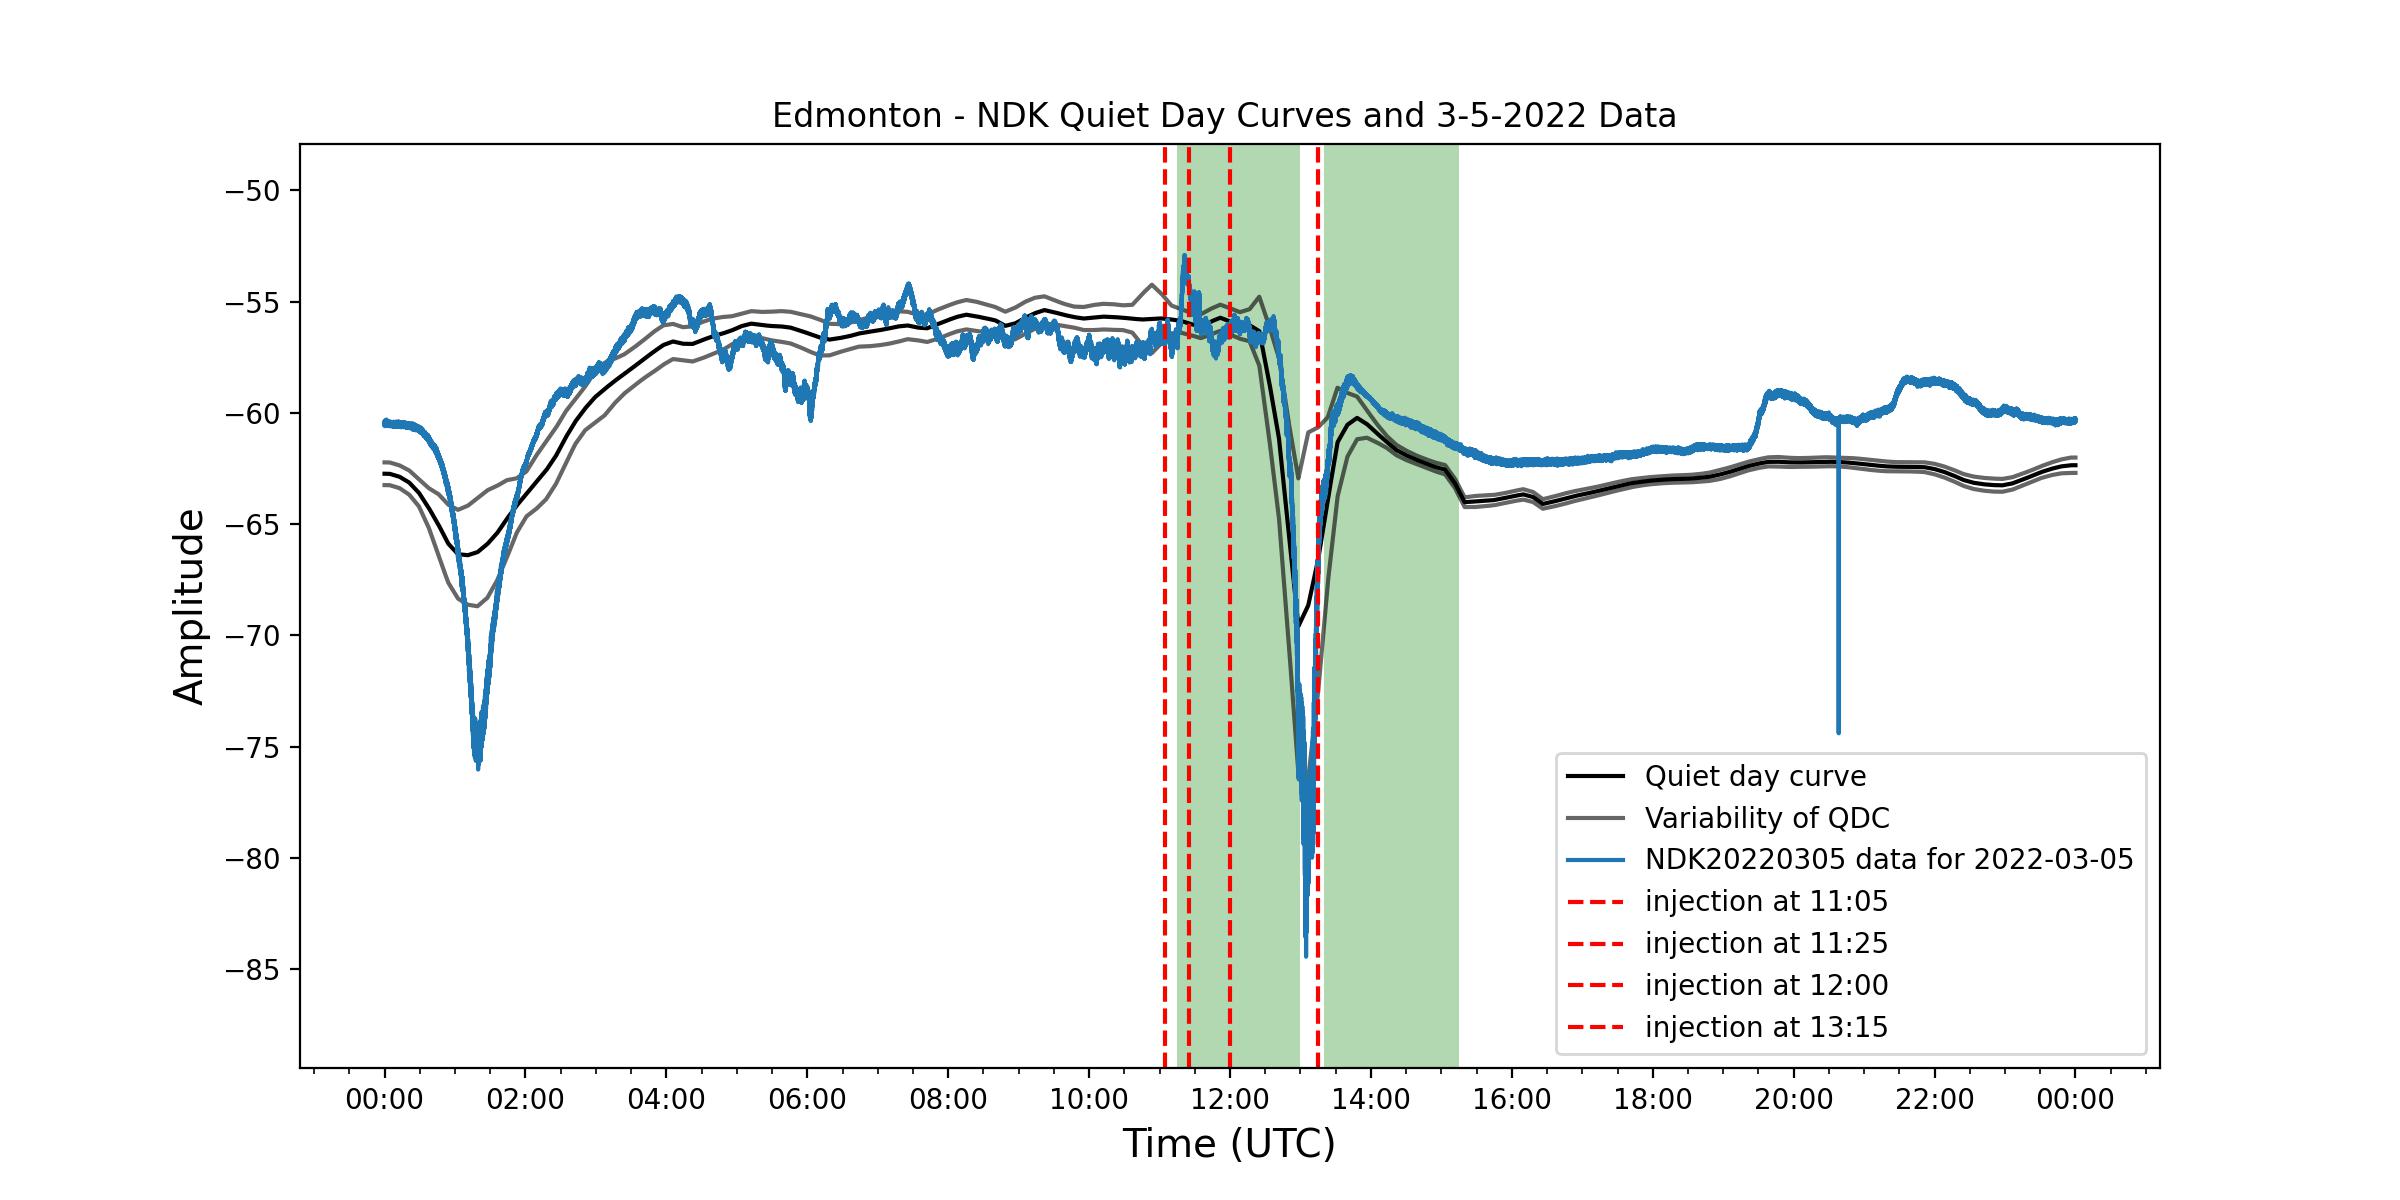 Edmonton - NDK Quiet Day Curves and 3-5-2022 Data
Amplitude
−50
−55
−60
−65
−70
−75
−80
−85
Quiet day curve
Variability of QDC
NDK20220305 data for 2022-03-05
injection at 11:05
injection at 11:25
injection at 12:00
injection at 13:15
00:00 02:00 04:00 06:00 08:00 10:00 12:00 14:00 16:00 18:00 20:00 22:00 00:00
Time (UTC)